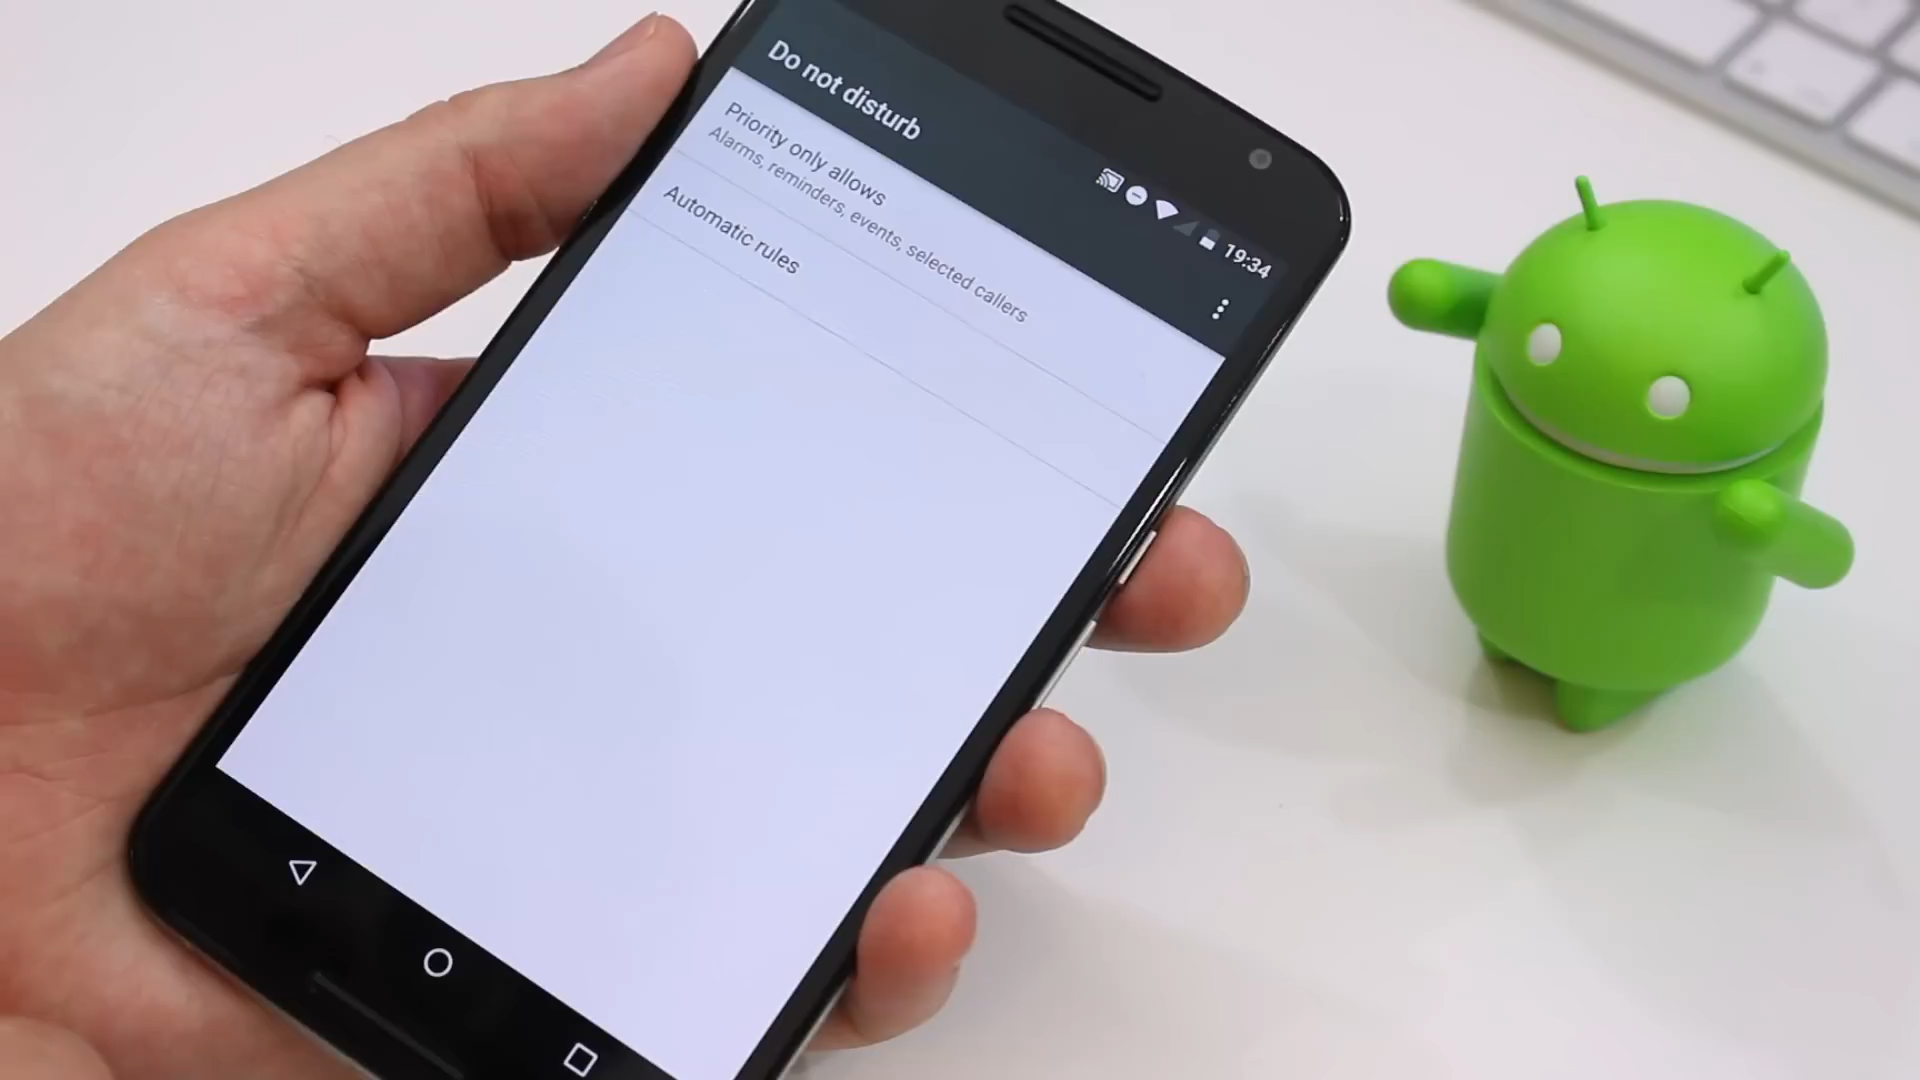 19:34
Do not disturb
Priority only allows
Alarms, reminders, events, selected callers
Automatic rules